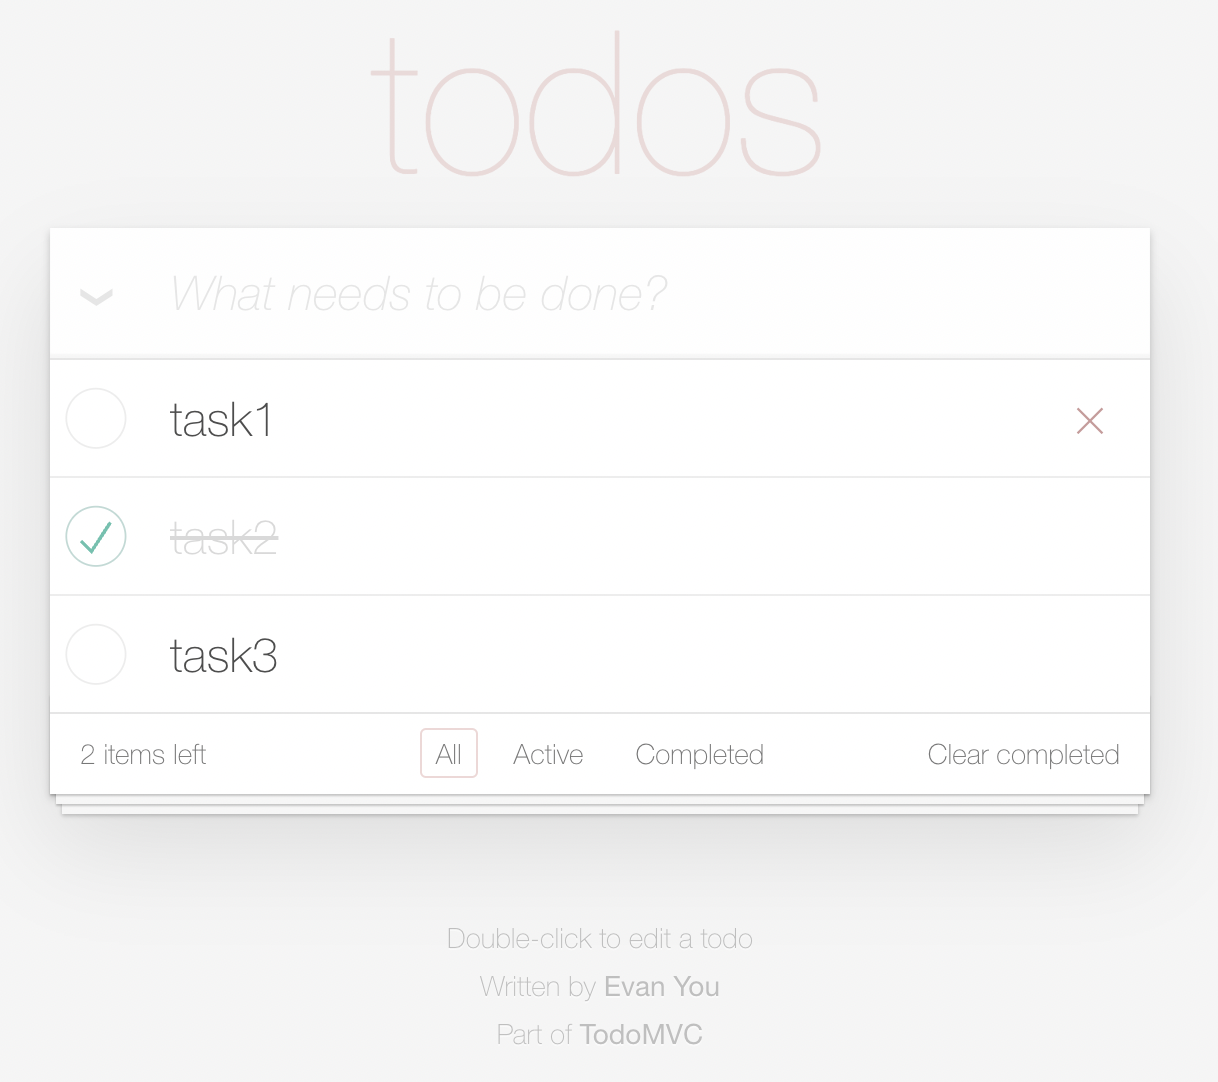 todos
What needs to be done?
task1
task2
task3
2 items left All Active Completed Clear completed
Double-click to edit a todo
Written by Evan You
Part of TodoMVC